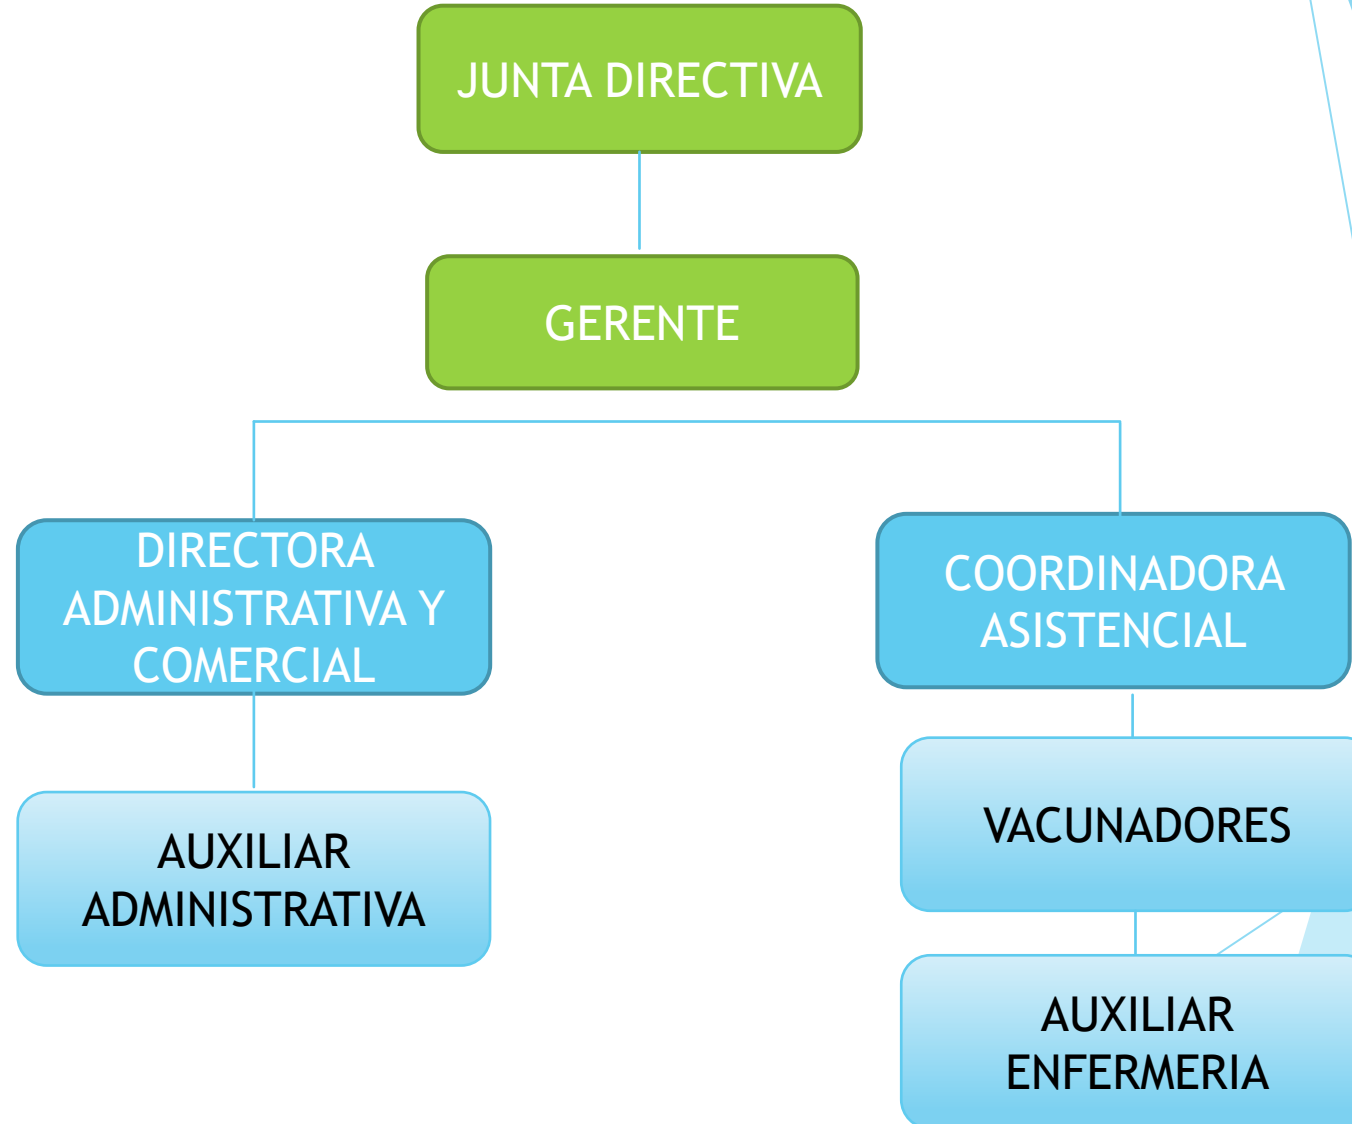 JUNTA DIRECTIVA
GERENTE
DIRECTORA
ADMINISTRATIVA Y
COMERCIAL
COORDINADORA
ASISTENCIAL
AUXILIAR
ADMINISTRATIVA
VACUNADORES
AUXILIAR
ENFERMERIA